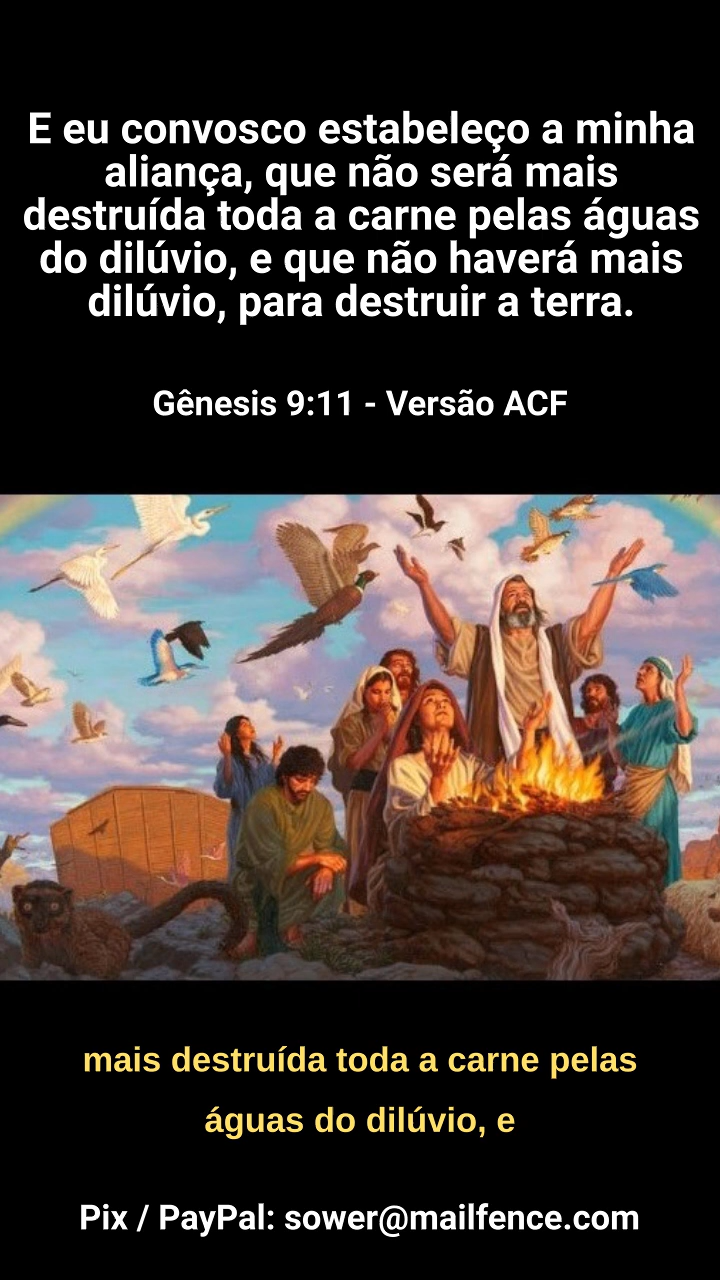 E eu convosco estabeleço a minha
aliança, que não será mais
destruída toda a carne pelas águas
do dilúvio, e que não haverá mais
dilúvio, para destruir a terra.
Gênesis 9:11 - Versão ACF
mais destruída toda a carne pelas
águas do dilúvio, e
Pix / PayPal: sower@mailfence.com